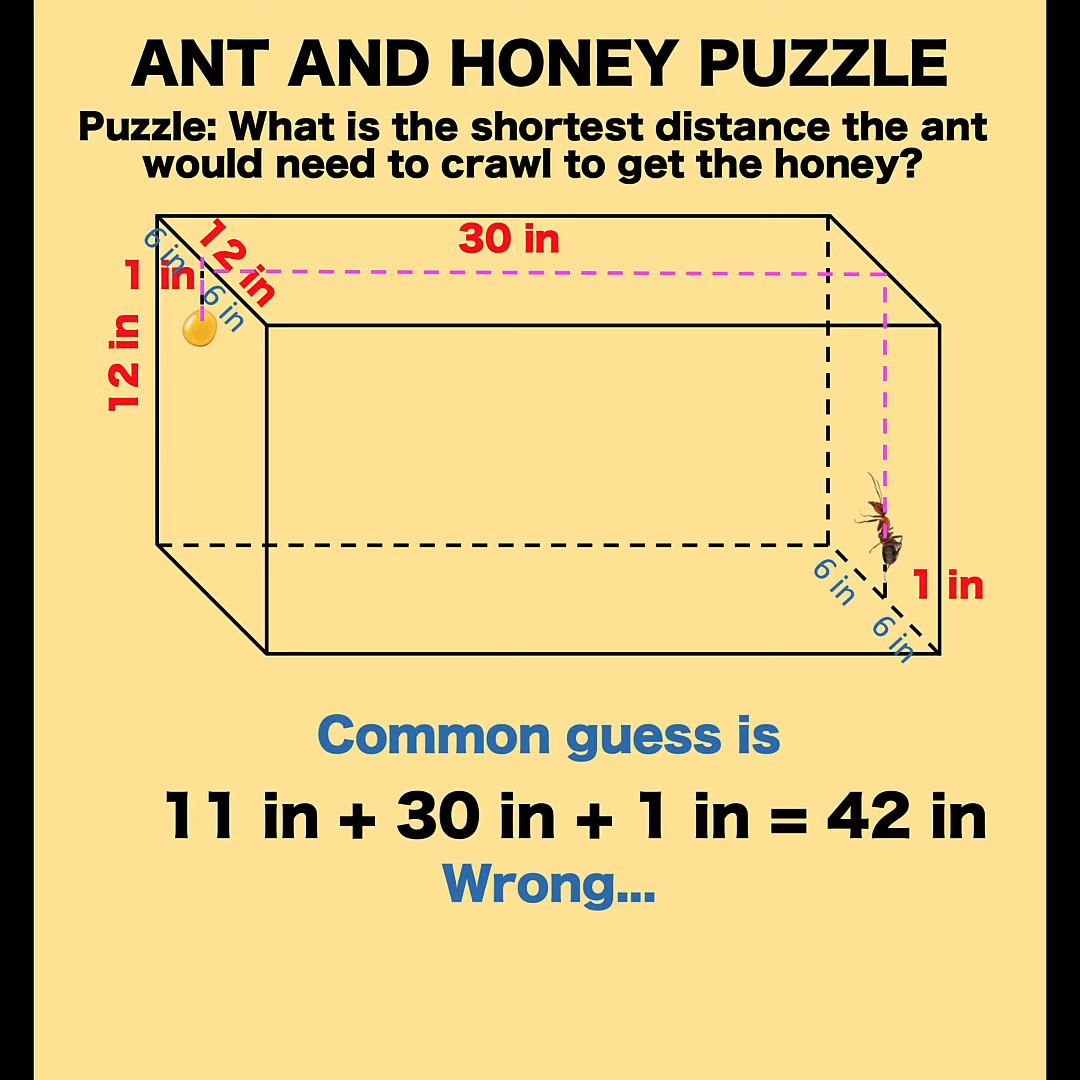 ANT AND HONEY PUZZLE
Puzzle: What is the shortest distance the ant
would need to crawl to get the honey?
6 in
12 in
30 in
1 in
6 in
12 in
6 in
1 in
6 in
Common guess is
11 in + 30 in + 1 in = 42 in
Wrong...